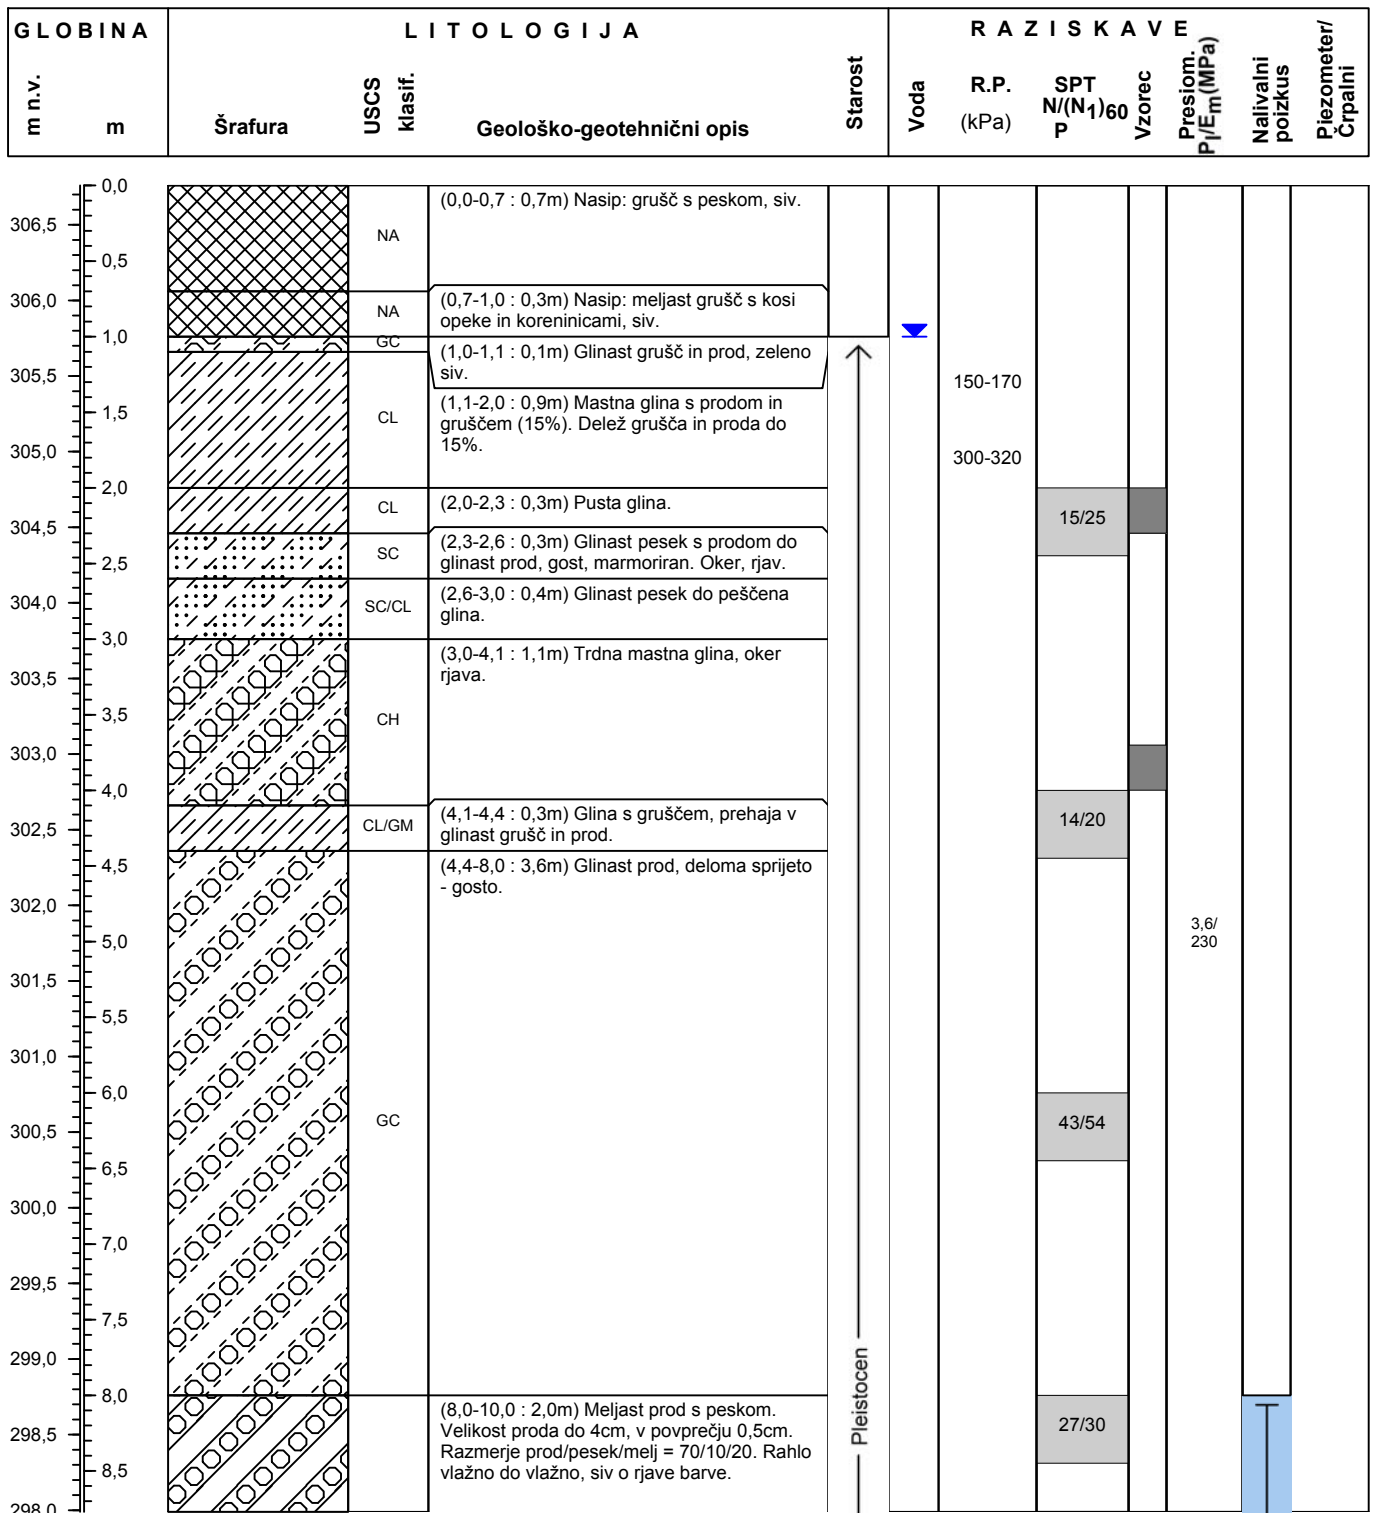 GLOBINA
LITOLOGIJA
RAZISKAVE
m n.v.
m
Šrafura
USCS
klasif.
Geološko-geotehnični opis
Starost
Voda
R.P.
(kPa)
SPT
N/(N1)60
P
Vzorec
Presiom.
Pl/Em(MPa)
Nalivalni
poizkus
Piezometer/
Črpalni
0,0
(0,0-0,7 : 0,7m) Nasip: grušč s peskom, siv.
306,5
NA
0,5
306,0
(0,7-1,0 : 0,3m) Nasip: meljast grušč s kosi
opeke in koreninicami, siv.
NA
1,0
GC
(1,0-1,1 : 0,1m) Glinast grušč in prod, zeleno
siv.
305,5
150-170
(1,1-2,0 : 0,9m) Mastna glina s prodom in
gruščem (15%). Delež grušča in proda do
15%.
1,5
CL
305,0
300-320
2,0
(2,0-2,3 : 0,3m) Pusta glina.
CL
15/25
304,5
(2,3-2,6 : 0,3m) Glinast pesek s prodom do
glinast prod, gost, marmoriran. Oker, rjav.
SC
2,5
(2,6-3,0 : 0,4m) Glinast pesek do peščena
glina.
304,0
SC/CL
3,0
(3,0-4,1 : 1,1m) Trdna mastna glina, oker
rjava.
303,5
3,5
CH
303,0
4,0
(4,1-4,4 : 0,3m) Glina s gruščem, prehaja v
glinast grušč in prod.
302,5
CL/GM
14/20
4,5
(4,4-8,0 : 3,6m) Glinast prod, deloma sprijeto
- gosto.
302,0
5,0
3,6/
230
301,5
5,5
301,0
6,0
GC
43/54
300,5
6,5
300,0
7,0
299,5
7,5
299,0
Pleistocen
8,0
(8,0-10,0 : 2,0m) Meljast prod s peskom.
Velikost proda do 4cm, v povprečju 0,5cm.
Razmerje prod/pesek/melj = 70/10/20. Rahlo
vlažno do vlažno, siv o rjave barve.
27/30
298,5
8,5
298,0